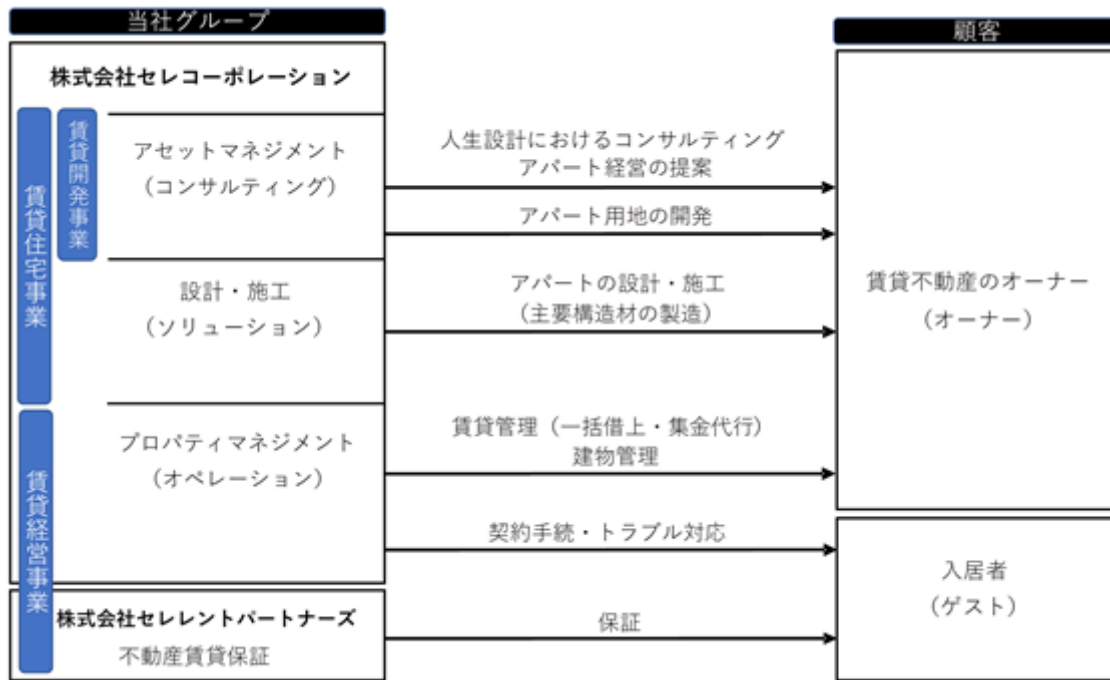 当社グループ
顧客
株式会社セレコーポレーション
賃貸住宅事業
賃貸開発事業
アセットマネジメント
(コンサルティング)
人生設計におけるコンサルティング
アパート経営の提案
アパート用地の開発
設計・施工
(ソリューション)
アパートの設計・施工
(主要構造材の製造)
賃貸不動産のオーナー
(オーナー)
賃貸経営事業
プロパティマネジメント
(オペレーション)
賃貸管理(一括借上・集金代行)
建物管理
契約手続・トラブル対応
入居者
(ゲスト)
株式会社セレレントパートナーズ
不動産賃貸保証
保証